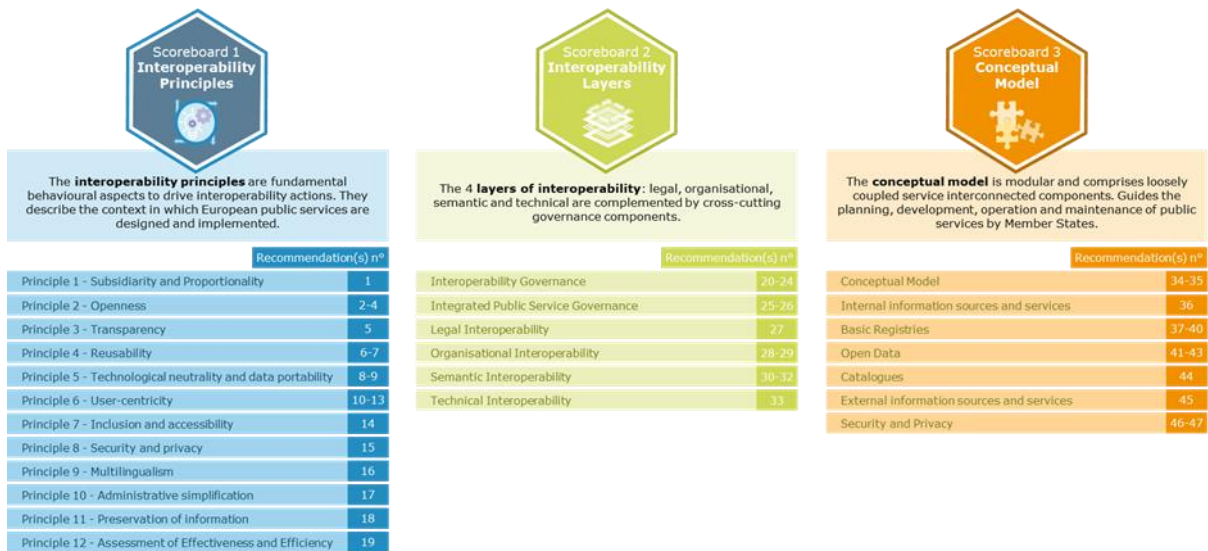 Scoreboard 1
Interoperability
Principles
The interoperability principles are fundamental
behavioural aspects to drive interoperability actions. They
describe the context in which European public services are
designed and implemented.
Recommendation(s) nº
Principle 1 - Subsidiarity and Proportionality 1
Principle 2 - Openness 2-4
Principle 3 - Transparency 5
Principle 4 - Reusability 6-7
Principle 5 - Technological neutrality and data portability 8-9
Principle 6 - User-centricity 10-13
Principle 7 - Inclusion and accessibility 14
Principle 8 - Security and privacy 15
Principle 9 - Multilingualism 16
Principle 10 - Administrative simplification 17
Principle 11 - Preservation of information 18
Principle 12 - Assessment of Effectiveness and Efficiency 19
Scoreboard 2
Interoperability
Layers
The 4 layers of interoperability: legal, organisational,
semantic and technical are complemented by cross-cutting
governance components.
Recommendation(s) nº
Interoperability Governance 20-24
Integrated Public Service Governance 25-26
Legal Interoperability 27
Organisational Interoperability 28-29
Semantic Interoperability 30-32
Technical Interoperability 33
Scoreboard 3
Conceptual
Model
The conceptual model is modular and comprises loosely
coupled service interconnected components. Guides the
planning, development, operation and maintenance of public
services by Member States.
Recommendation(s) nº
Conceptual Model 34-35
Internal information sources and services 36
Basic Registries 37-40
Open Data 41-43
Catalogues 44
External information sources and services 45
Security and Privacy 46-47